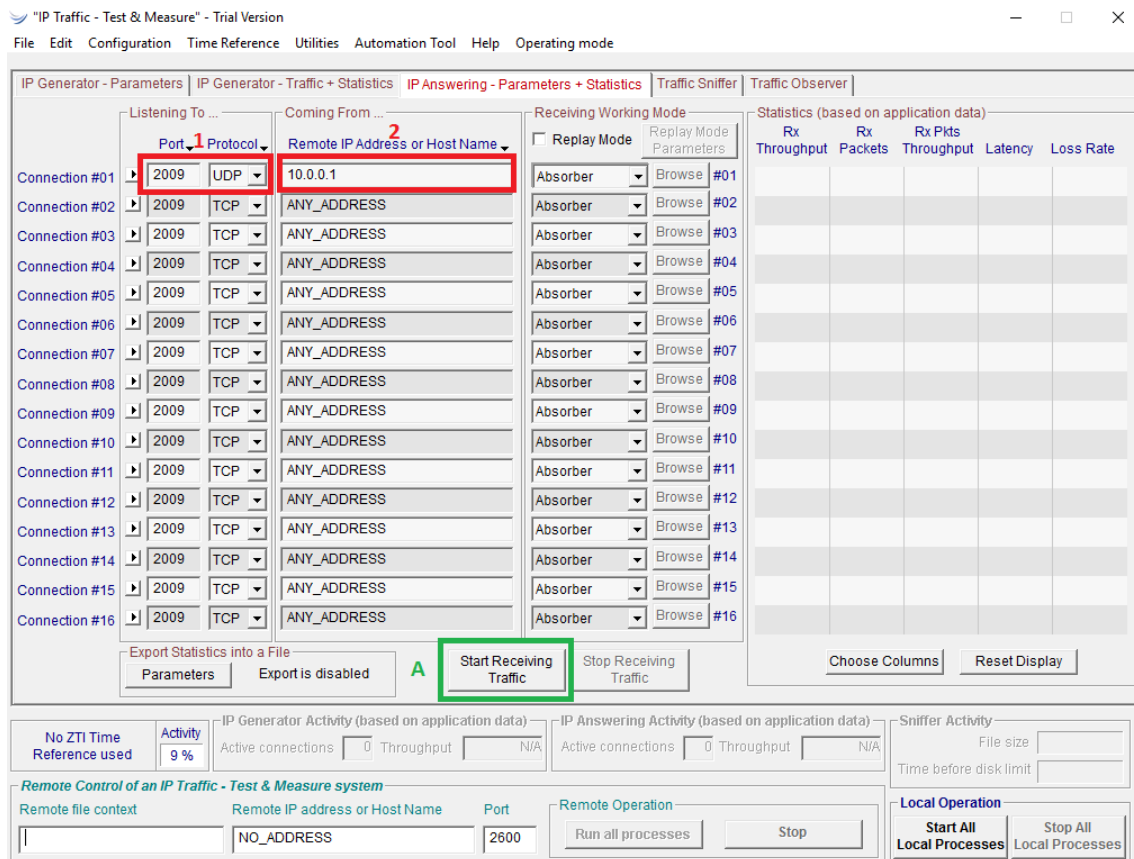 "IP Traffic - Test & Measure" - Trial Version
File Edit Configuration Time Reference Utilities Automation Tool Help Operating mode
IP Generator - Parameters IP Generator - Traffic + Statistics IP Answering - Parameters + Statistics Traffic Sniffer Traffic Observer
Listening To ... Coming From ... Receiving Working Mode Statistics (based on application data)
Port 1 Protocol 2 Remote IP Address or Host Name Replay Mode Replay Mode Parameters Rx Throughput Rx Packets Rx Pkts Throughput Latency Loss Rate
Connection #01 2009 UDP 10.0.0.1 Absorber Browse #01
Connection #02 2009 TCP ANY_ADDRESS Absorber Browse #02
Connection #03 2009 TCP ANY_ADDRESS Absorber Browse #03
Connection #04 2009 TCP ANY_ADDRESS Absorber Browse #04
Connection #05 2009 TCP ANY_ADDRESS Absorber Browse #05
Connection #06 2009 TCP ANY_ADDRESS Absorber Browse #06
Connection #07 2009 TCP ANY_ADDRESS Absorber Browse #07
Connection #08 2009 TCP ANY_ADDRESS Absorber Browse #08
Connection #09 2009 TCP ANY_ADDRESS Absorber Browse #09
Connection #10 2009 TCP ANY_ADDRESS Absorber Browse #10
Connection #11 2009 TCP ANY_ADDRESS Absorber Browse #11
Connection #12 2009 TCP ANY_ADDRESS Absorber Browse #12
Connection #13 2009 TCP ANY_ADDRESS Absorber Browse #13
Connection #14 2009 TCP ANY_ADDRESS Absorber Browse #14
Connection #15 2009 TCP ANY_ADDRESS Absorber Browse #15
Connection #16 2009 TCP ANY_ADDRESS Absorber Browse #16
Export Statistics into a File
Parameters Export is disabled A Start Receiving Traffic Stop Receiving Traffic Choose Columns Reset Display
No ZTI Time Reference used Activity 9 %
IP Generator Activity (based on application data) IP Answering Activity (based on application data) Sniffer Activity
Active connections 0 Throughput N/A Active connections 0 Throughput N/A File size
Time before disk limit
Remote Control of an IP Traffic - Test & Measure system
Remote file context Remote IP address or Host Name Port Remote Operation Local Operation
NO_ADDRESS 2600 Run all processes Stop Start All Local Processes Stop All Local Processes